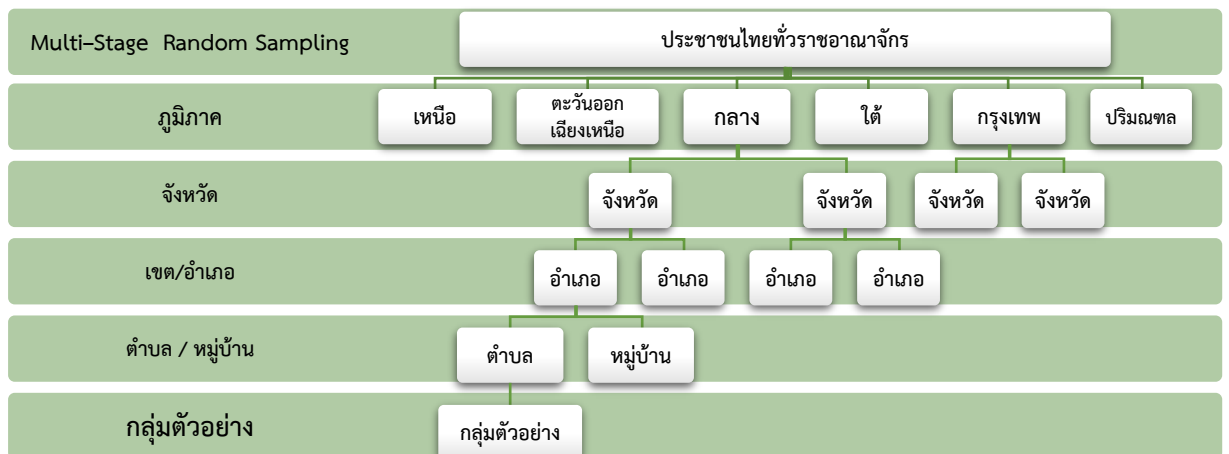 Multi-Stage Random Sampling
ประชาชนไทยทั่วราชอาณาจักร
ภูมิภาค
เหนือ
ตะวันออก
เฉียงเหนือ
กลาง
ใต้
กรุงเทพ
ปริมณฑล
จังหวัด
จังหวัด
จังหวัด
จังหวัด
จังหวัด
เขต/อำเภอ
อำเภอ
อำเภอ
อำเภอ
อำเภอ
ตำบล / หมู่บ้าน
ตำบล
หมู่บ้าน
กลุ่มตัวอย่าง
กลุ่มตัวอย่าง